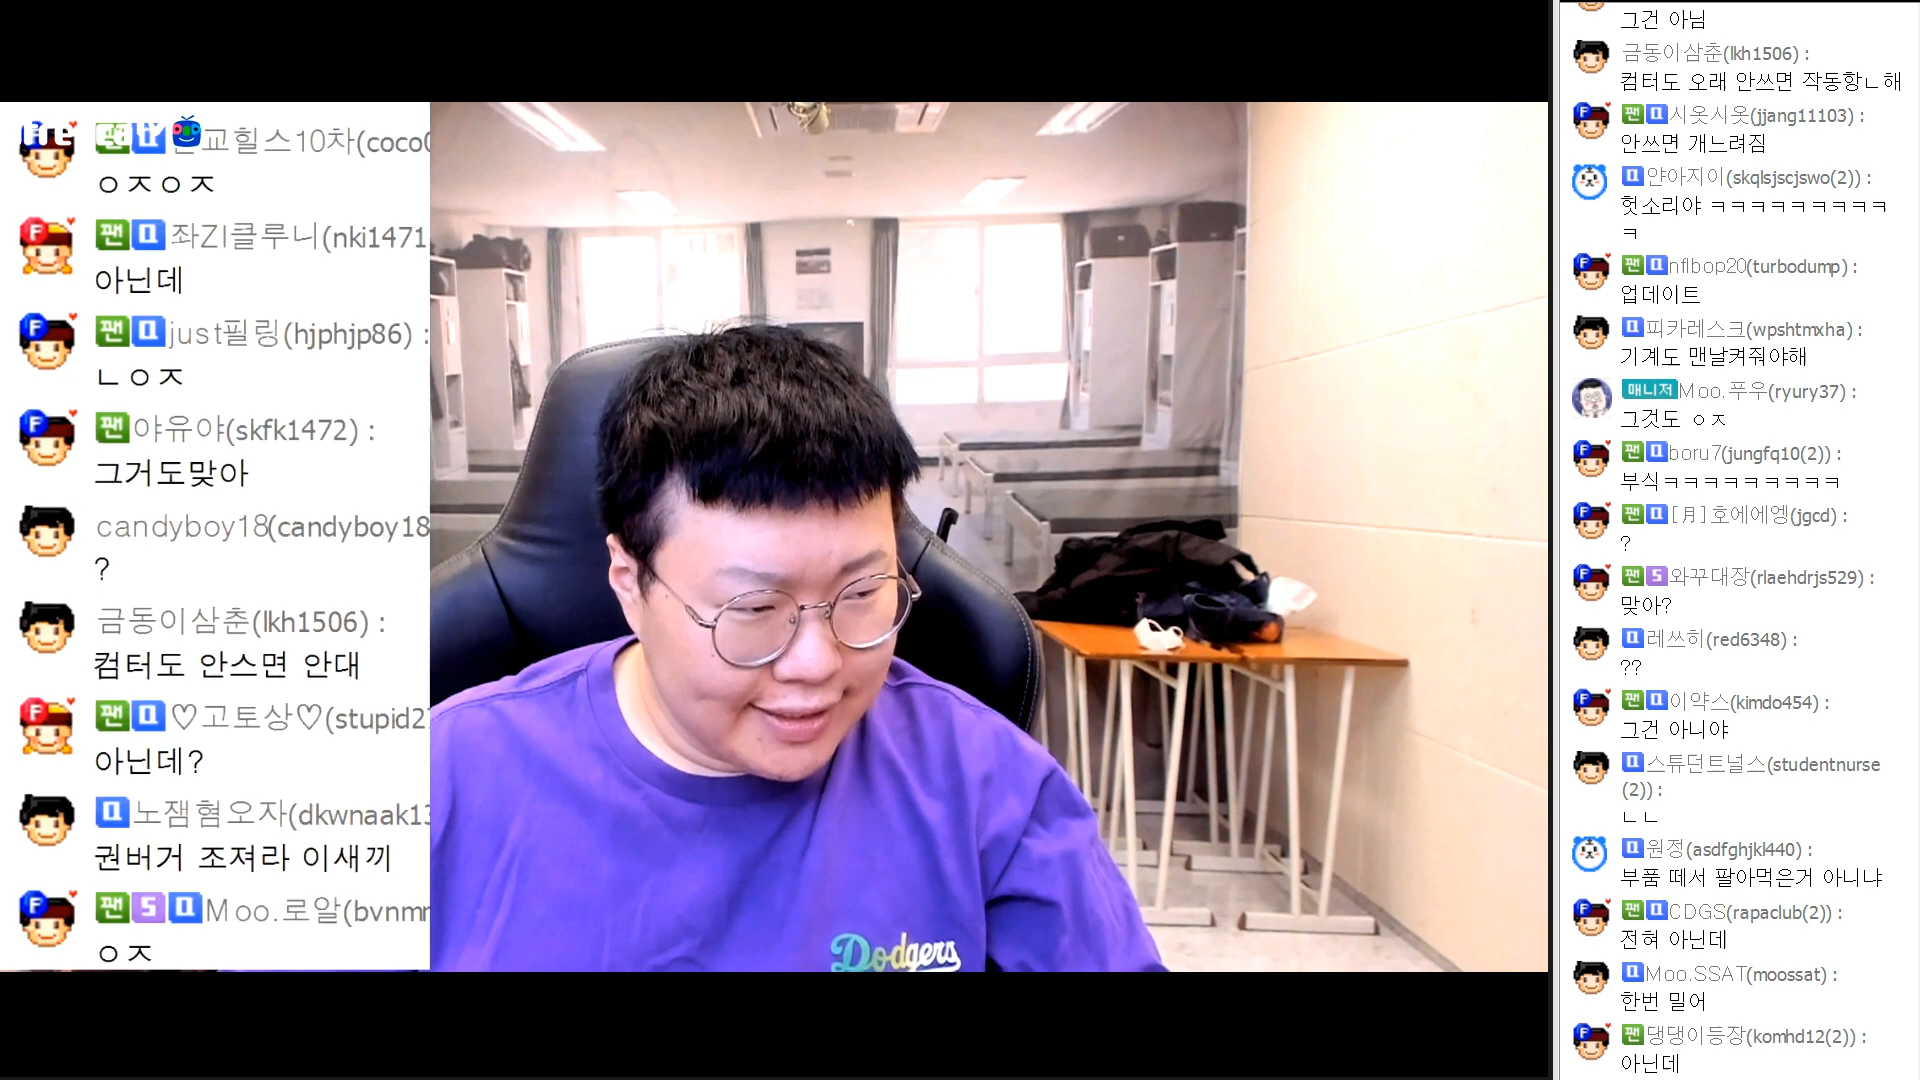 팬 교힐스10차(coco0
ㅇㅈㅇㅈ
팬 Q 좌ZI클루니(nki1471
아닌데
팬 Q just필링(hjphjp86) :
ㄴㅇㅈ
팬 야유야(skfk1472) :
그거도맞아
candyboy18(candyboy18
?
금동이삼춘(lkh1506) :
컴터도 안스면 안대
팬 Q ♡고토상♡(stupid2
아닌데?
Q 노잼혐오자(dkwnaak13
권버거 조져라 이새끼
팬 S Q Moo.로알(bvnmr
ㅇㅈ
Dodgers
그건 아님
금동이삼춘(lkh1506) :
컴터도 오래 안쓰면 작동항ㄴ해
팬 Q 시옷시옷(jjang11103) :
안쓰면 개느려짐
Q 얀아지이(skqlsjscjswo(2)) :
헛소리야 ㅋㅋㅋㅋㅋㅋㅋㅋㅋ
ㅋ
팬 Q nflbop20(turbodump) :
업데이트
Q 피카레스크(wpshtmxha) :
기계도 맨날켜줘야해
매니저 Moo.푸우(ryury37) :
그것도 ㅇㅈ
팬 Q boru7(jungfq10(2)) :
부식ㅋㅋㅋㅋㅋㅋㅋㅋㅋ
팬 Q [月]호에에엥(jgcd) :
?
팬 S 와꾸대장(rlaehdrjs529) :
맞아?
Q 레쓰히(red6348) :
??
팬 Q 이약스(kimdo454) :
그건 아니야
Q 스튜던트널스(studentnurse
(2)) :
ㄴㄴ
Q 원정(asdfghjkl440) :
부품 떼서 팔아먹은거 아니냐
팬 Q CDGS(rapaclub(2)) :
전혀 아닌데
Q Moo.SSAT(moossat) :
한번 밀어
팬 댕댕이등장(komhd12(2)) :
아닌데